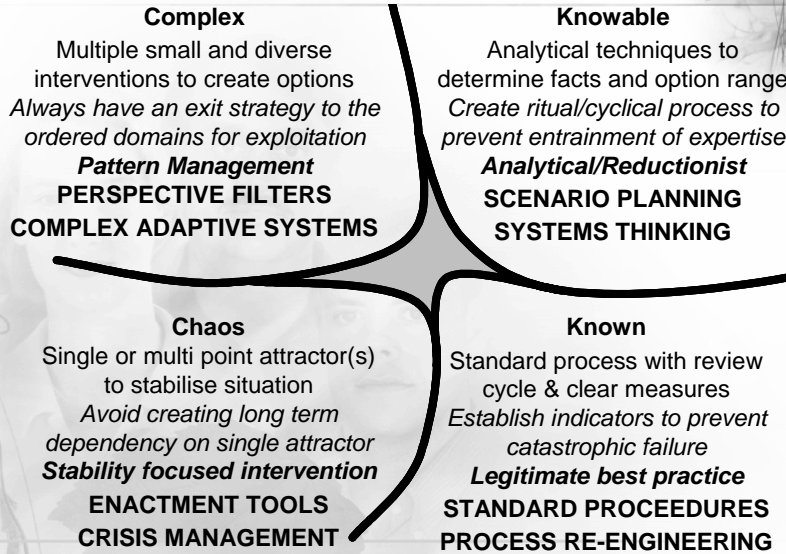 Complex
Multiple small and diverse
interventions to create options
Always have an exit strategy to the
ordered domains for exploitation
Pattern Management
PERSPECTIVE FILTERS
COMPLEX ADAPTIVE SYSTEMS
Knowable
Analytical techniques to
determine facts and option range
Create ritual/cyclical process to
prevent entrainment of expertise
Analytical/Reductionist
SCENARIO PLANNING
SYSTEMS THINKING
Chaos
Single or multi point attractor(s)
to stabilise situation
Avoid creating long term
dependency on single attractor
Stability focused intervention
ENACTMENT TOOLS
CRISIS MANAGEMENT
Known
Standard process with review
cycle & clear measures
Establish indicators to prevent
catastrophic failure
Legitimate best practice
STANDARD PROCEEDURES
PROCESS RE-ENGINEERING